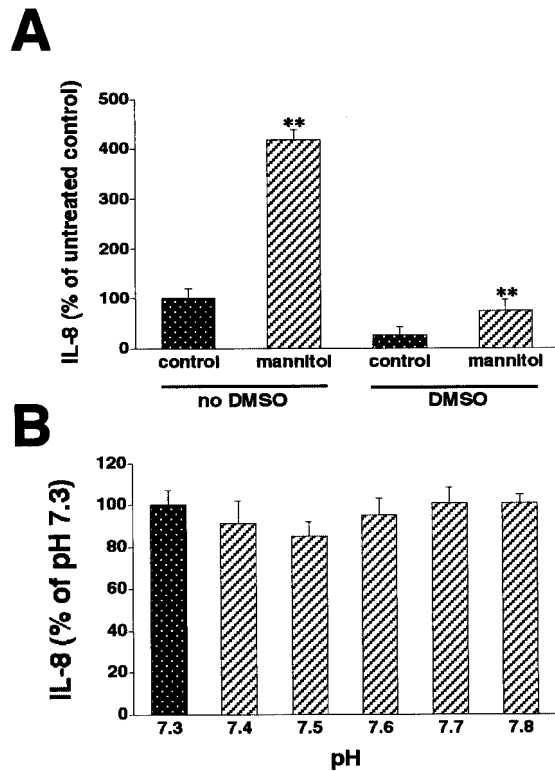 A
IL-8 (% of untreated control)
500
400
300
200
100
0
**
**
control mannitol control mannitol
no DMSO DMSO
B
IL-8 (% of pH 7.3)
120
100
80
60
40
20
0
7.3 7.4 7.5 7.6 7.7 7.8
pH